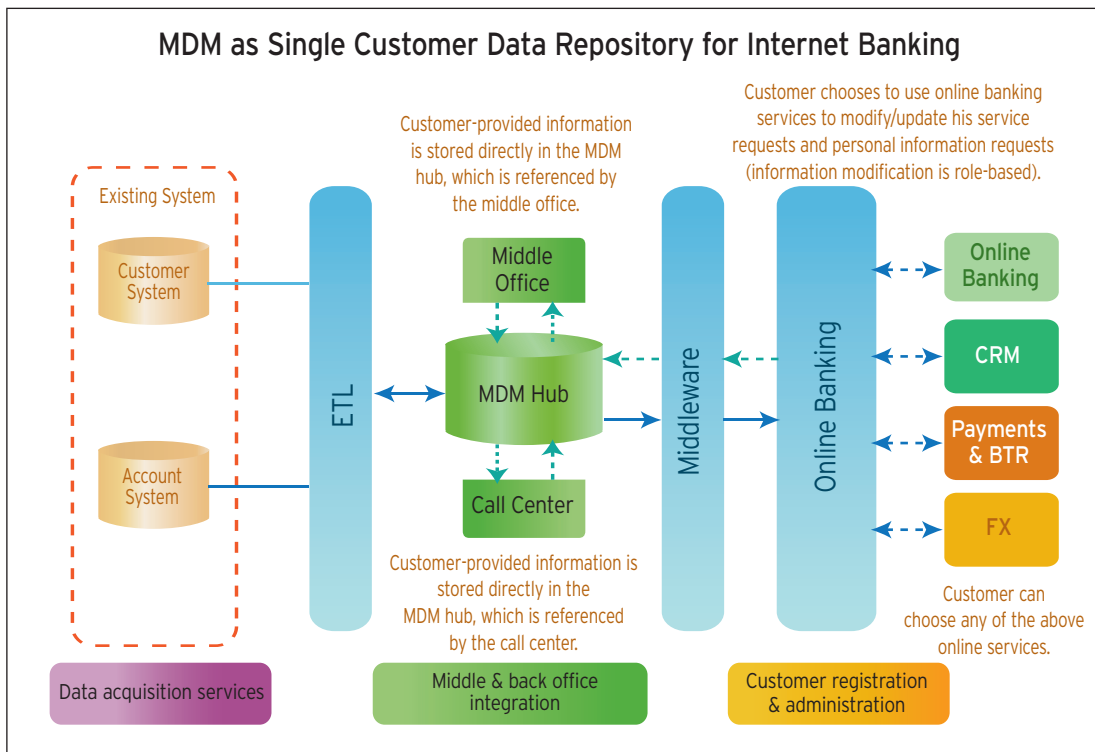 MDM as Single Customer Data Repository for Internet Banking
Existing System
Customer
System
Account
System
ETL
Customer-provided information
is stored directly in the MDM
hub, which is referenced by
the middle office.
Middle
Office
MDM Hub
Call Center
Customer-provided information is
stored directly in the
MDM hub, which is referenced
by the call center.
Middleware
Customer chooses to use online banking
services to modify/update his service
requests and personal information requests
(information modification is role-based).
Online Banking
Online
Banking
CRM
Payments
& BTR
FX
Customer can
choose any of the above
online services.
Data acquisition services
Middle & back office
integration
Customer registration
& administration